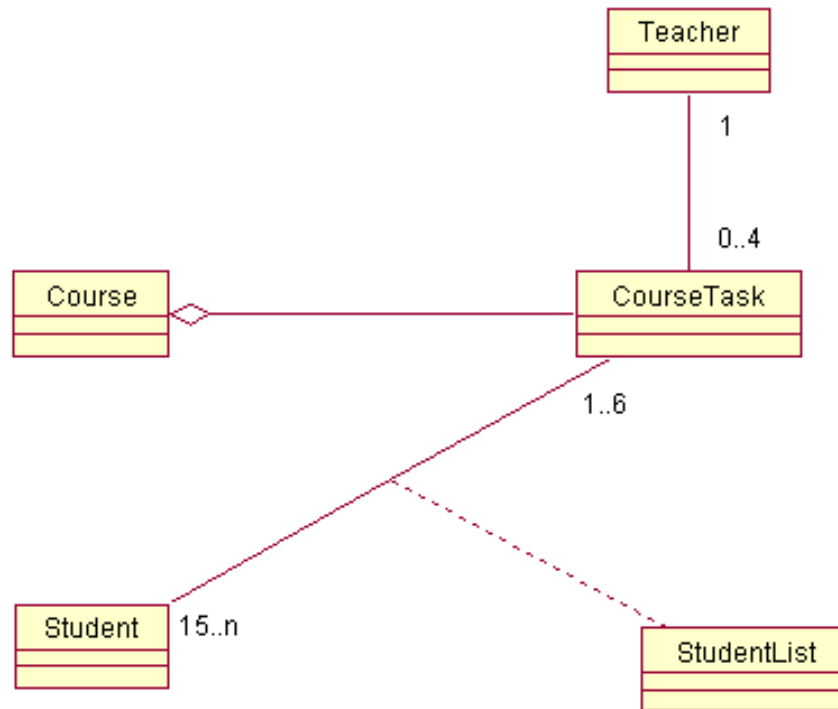 Teacher
1
0..4
Course
CourseTask
1..6
Student
15..n
StudentList